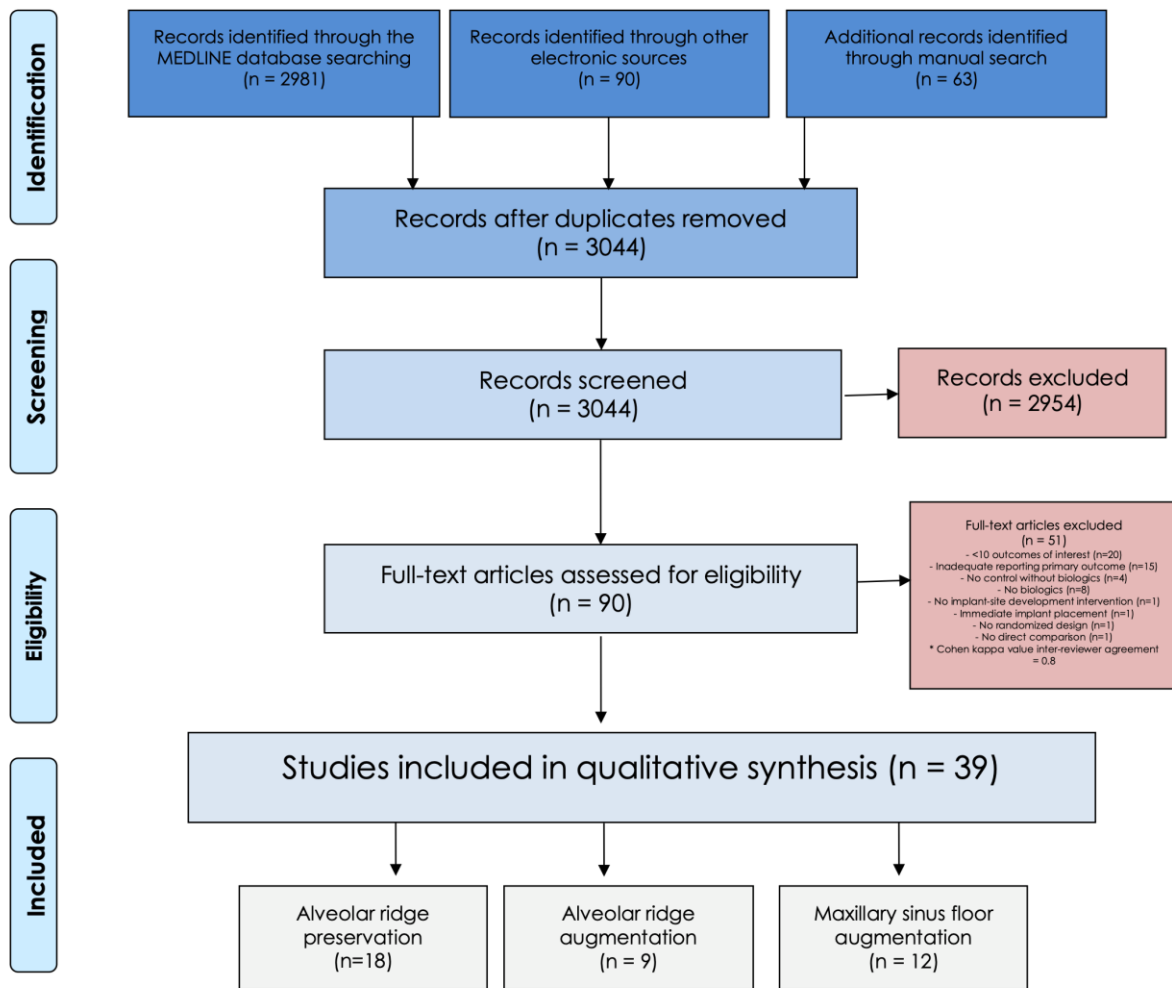 Identification
Records identified through the
MEDLINE database searching
(n = 2981)
Records identified through other
electronic sources
(n = 90)
Additional records identified
through manual search
(n = 63)
Records after duplicates removed
(n = 3044)
Screening
Records screened
(n = 3044)
Records excluded
(n = 2954)
Eligibility
Full-text articles assessed for eligibility
(n = 90)
Full-text articles excluded
(n = 51)
- <10 outcomes of interest (n=20)
- Inadequate reporting primary outcome (n=15)
- No control without biologics (n=4)
- No biologics (n=8)
- No implant-site development intervention (n=1)
- Immediate implant placement (n=1)
- No randomized design (n=1)
- No direct comparison (n=1)
* Cohen kappa value inter-reviewer agreement
= 0.8
Included
Studies included in qualitative synthesis (n = 39)
Alveolar ridge
preservation
(n=18)
Alveolar ridge
augmentation
(n = 9)
Maxillary sinus floor
augmentation
(n = 12)